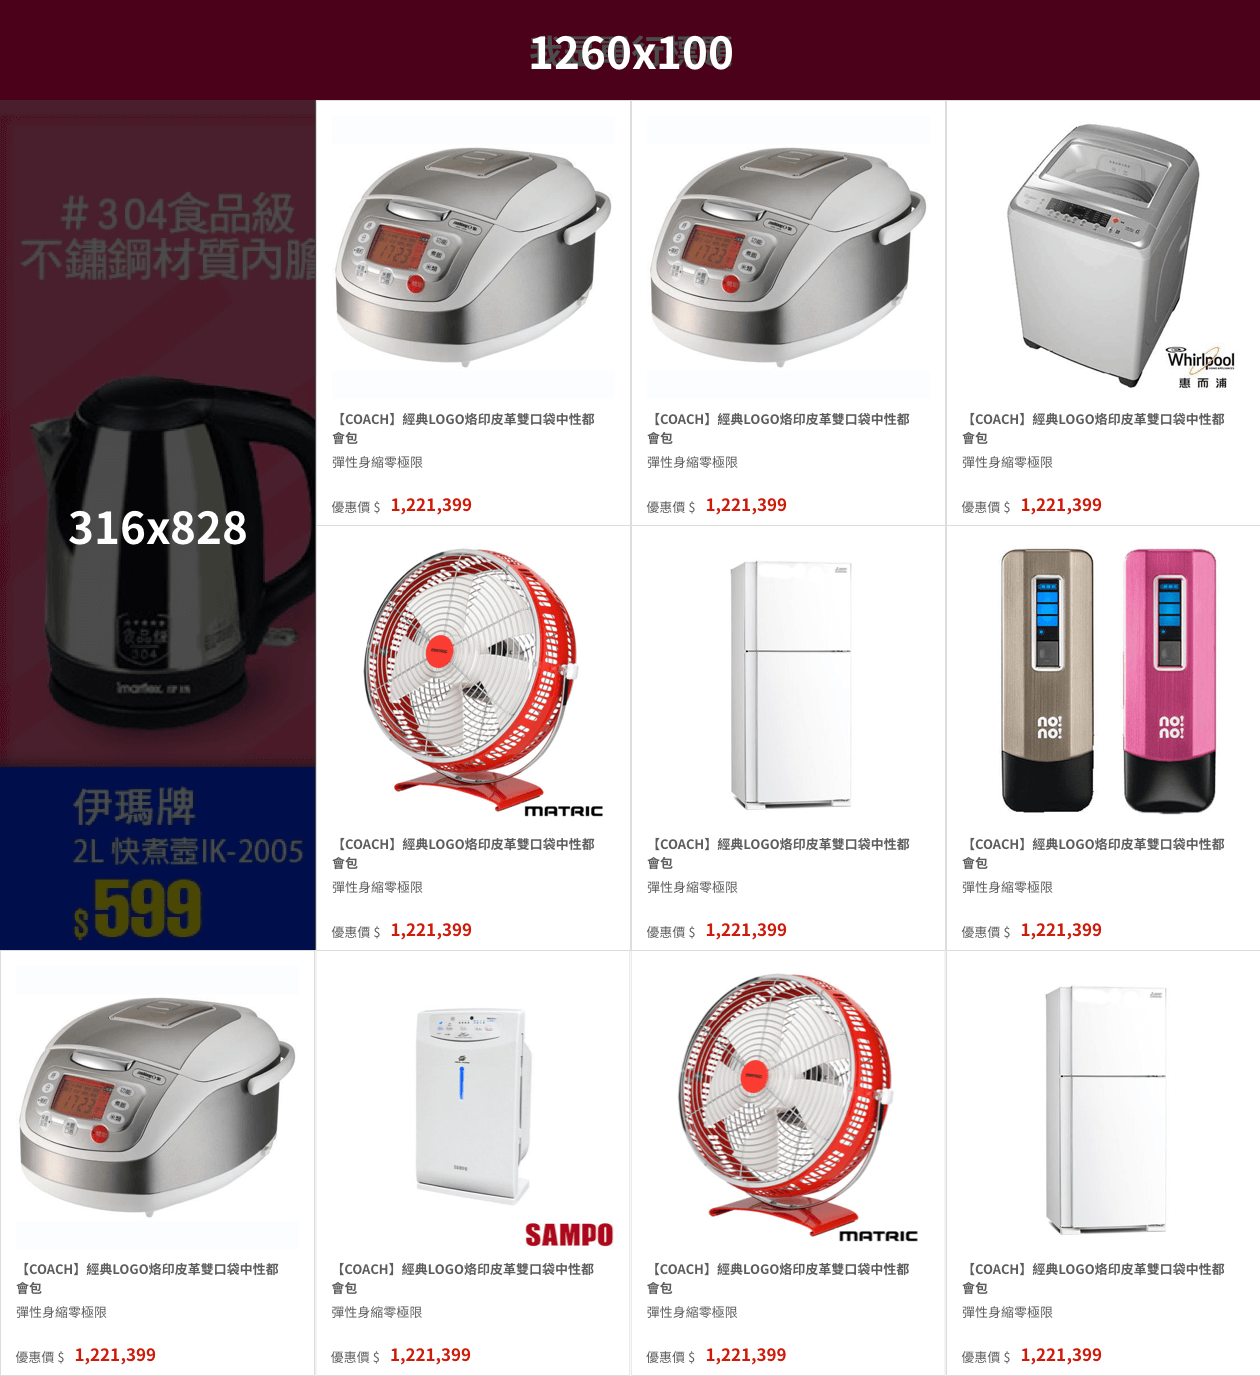 1260x100
#304食品級
不鏽鋼材質內膽
316x828
食品級
304
imarflex
伊瑪牌
2L 快煮壺IK-2005
$599
【COACH】經典LOGO烙印皮革雙口袋中性都
會包
彈性身縮零極限
優惠價 $ 1,221,399
【COACH】經典LOGO烙印皮革雙口袋中性都
會包
彈性身縮零極限
優惠價 $ 1,221,399
Whirlpool
惠而浦
【COACH】經典LOGO烙印皮革雙口袋中性都
會包
彈性身縮零極限
優惠價 $ 1,221,399
MATRIC
【COACH】經典LOGO烙印皮革雙口袋中性都
會包
彈性身縮零極限
優惠價 $ 1,221,399
【COACH】經典LOGO烙印皮革雙口袋中性都
會包
彈性身縮零極限
優惠價 $ 1,221,399
no!
no!
no!
no!
【COACH】經典LOGO烙印皮革雙口袋中性都
會包
彈性身縮零極限
優惠價 $ 1,221,399
【COACH】經典LOGO烙印皮革雙口袋中性都
會包
彈性身縮零極限
優惠價 $ 1,221,399
SAMPO
【COACH】經典LOGO烙印皮革雙口袋中性都
會包
彈性身縮零極限
優惠價 $ 1,221,399
MATRIC
【COACH】經典LOGO烙印皮革雙口袋中性都
會包
彈性身縮零極限
優惠價 $ 1,221,399
【COACH】經典LOGO烙印皮革雙口袋中性都
會包
彈性身縮零極限
優惠價 $ 1,221,399